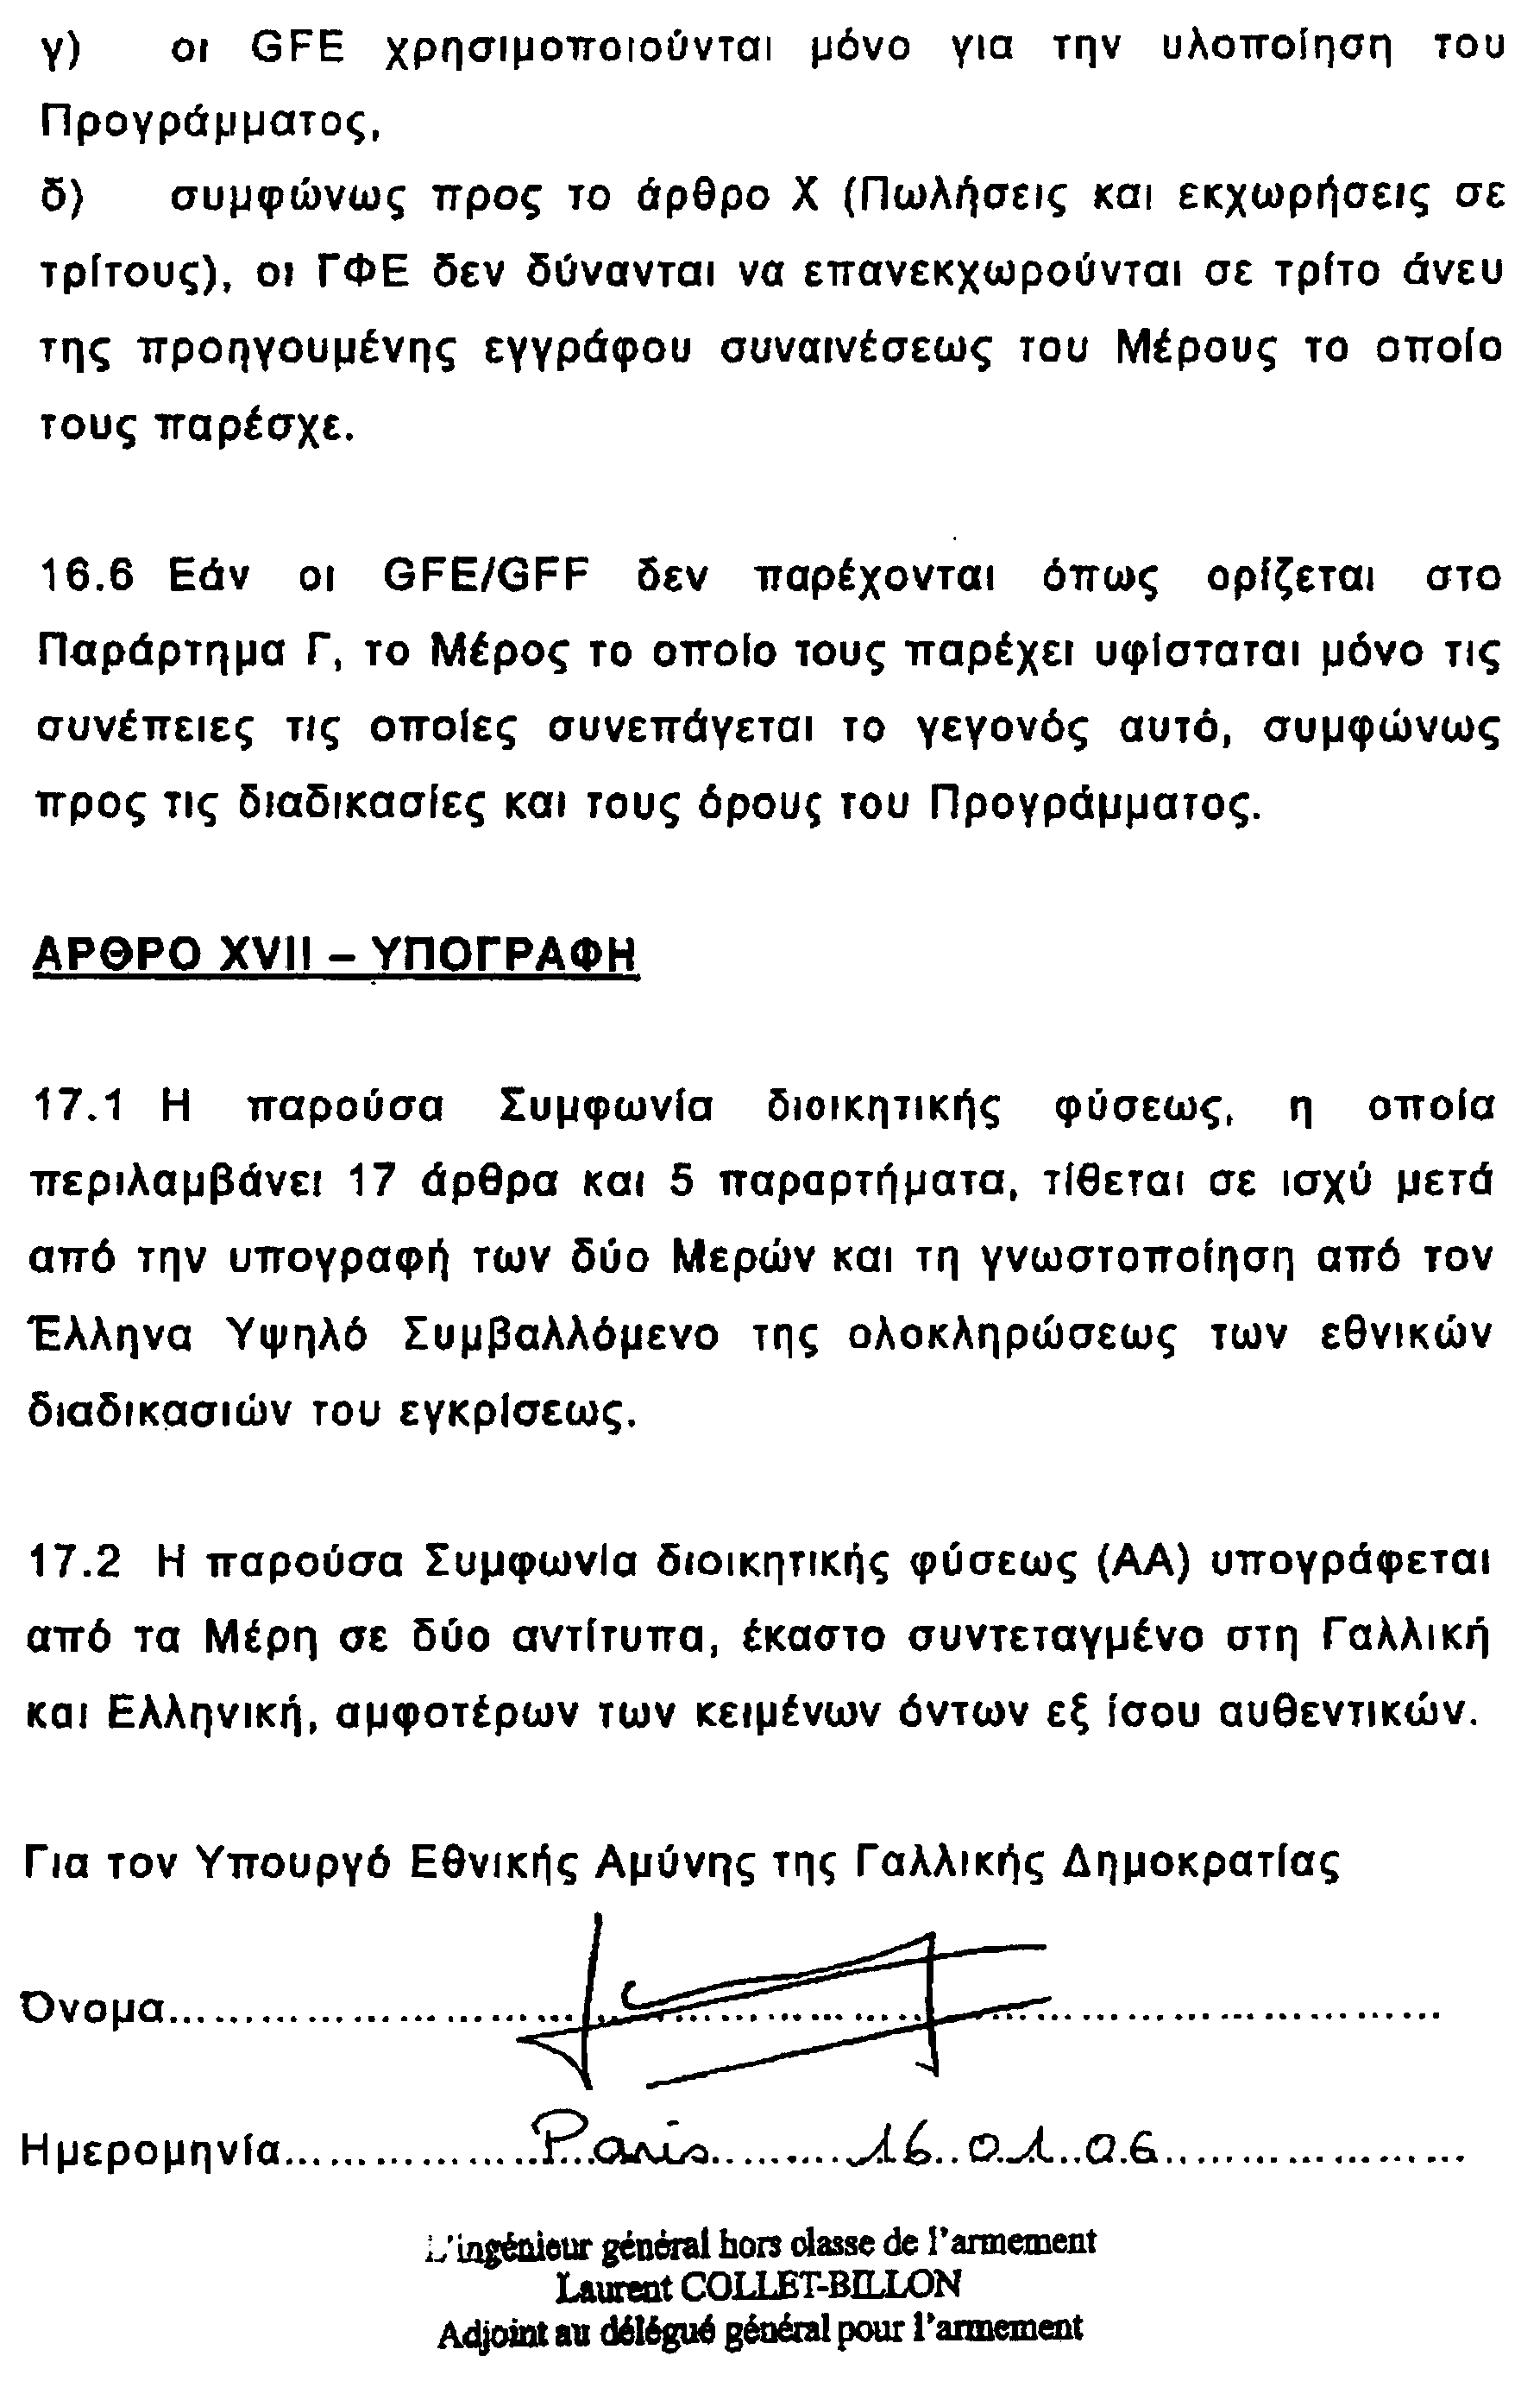 γ) οι GFE χρησιμοποιούνται μόνο για την υλοποίηση του
Προγράμματος,
δ) συμφώνως προς το άρθρο Χ (Πωλήσεις και εκχωρήσεις σε
τρίτους), οι ΓΦΕ δεν δύνανται να επανεκχωρούνται σε τρίτο άνευ
της προηγουμένης εγγράφου συναινέσεως του Μέρους το οποίο
τους παρέσχε.
16.6 Εάν οι GFE/GFF δεν παρέχονται όπως ορίζεται στο
Παράρτημα Γ, το Μέρος το οποίο τους παρέχει υφίσταται μόνο τις
συνέπειες τις οποίες συνεπάγεται το γεγονός αυτό, συμφώνως
προς τις διαδικασίες και τους όρους του Προγράμματος.
ΑΡΘΡΟ XVII – ΥΠΟΓΡΑΦΗ
17.1 Η παρούσα Συμφωνία διοικητικής φύσεως, η οποία
περιλαμβάνει 17 άρθρα και 5 παραρτήματα, τίθεται σε ισχύ μετά
από την υπογραφή των δύο Μερών και τη γνωστοποίηση από τον
Έλληνα Υψηλό Συμβαλλόμενο της ολοκληρώσεως των εθνικών
διαδικασιών του εγκρίσεως.
17.2 Η παρούσα Συμφωνία διοικητικής φύσεως (ΑΑ) υπογράφεται
από τα Μέρη σε δύο αντίτυπα, έκαστο συντεταγμένο στη Γαλλική
και Ελληνική, αμφοτέρων των κειμένων όντων εξ ίσου αυθεντικών.
Για τον Υπουργό Εθνικής Αμύνης της Γαλλικής Δημοκρατίας
Όνομα..................................................................
Ημερομηνία................Paris.........16..01..06..................
L'ingénieur général hors classe de l'armement
Laurent COLLET-BILLON
Adjoint au délégué général pour l'armement